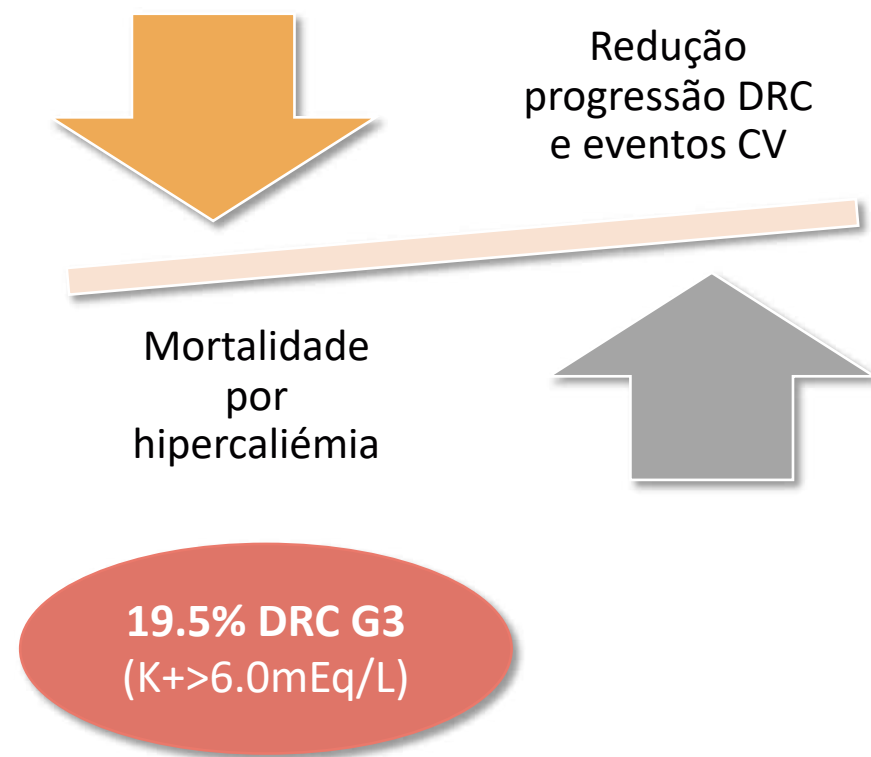 Redução
progressão DRC
e eventos CV
Mortalidade
por
hipercaliémia
19.5% DRC G3
(K+>6.0mEq/L)